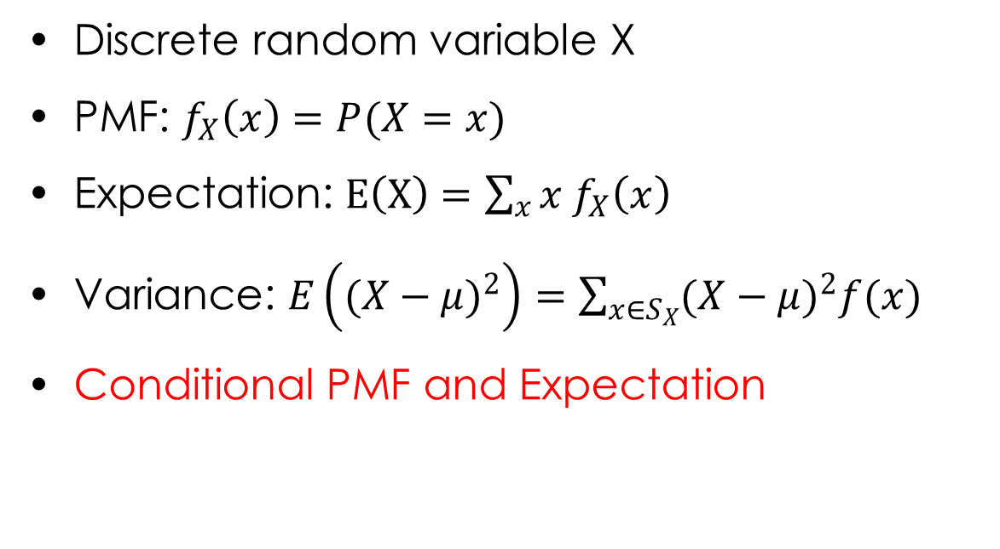 • Discrete random variable X
• PMF: $f_X(x) = P(X = x)$
• Expectation: $\mathrm{E}(\mathrm{X}) = \sum_x x\, f_X(x)$
• Variance: $E\left((X - \mu)^2\right) = \sum_{x \in S_X} (X - \mu)^2 f(x)$
• Conditional PMF and Expectation